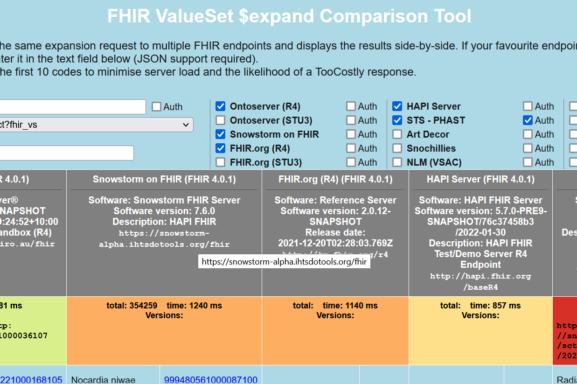 FHIR ValueSet $expand Comparison Tool
he same expansion request to multiple FHIR endpoints and displays the results side-by-side. If your favourite endpoin
ter it in the text field below (JSON support required).
he first 10 codes to minimise server load and the likelihood of a TooCostly response.
Auth
ct?fhir_vs
Ontoserver (R4) Auth HAPI Server Auth
Ontoserver (STU3) Auth STS - PHAST Auth
Snowstorm on FHIR Auth Art Decor Auth
FHIR.org (R4) Auth Snochillies Auth
FHIR.org (STU3) Auth NLM (VSAC) Auth
R 4.0.1)
Snowstorm on FHIR (FHIR 4.0.1)
FHIR.org (R4) (FHIR 4.0.1)
HAPI Server (FHIR 4.0.1)
ver®
NAPSHOT
9:24:52+10:00
andbox (R4)
iro.au/fhir
Software: Snowstorm FHIR Server
Software version: 7.6.0
Description: HAPI FHIR
https://snowstorm-
alpha.ihtsdotools.org/fhir
Software: Reference Server
Software version: 2.0.12-
SNAPSHOT
Release date:
2021-12-20T02:28:03.769Z
/r4
https://snowstorm-alpha.ihtsdotools.org/fhir
Software: HAPI FHIR Server
Software version: 5.7.0-PRE9-
SNAPSHOT/76c37458b3
/2022-01-30
Description: HAPI FHIR
Test/Demo Server R4
Endpoint
http://hapi.fhir.org
/baseR4
S
De
81 ms
cp:
1000036107
total: 354259 time: 1240 ms
Versions:
total: time: 1140 ms
Versions:
total: time: 857 ms
Versions:
http
//sn
/sct
/202
221000168105
Nocardia niwae
999480561000087100
Radi